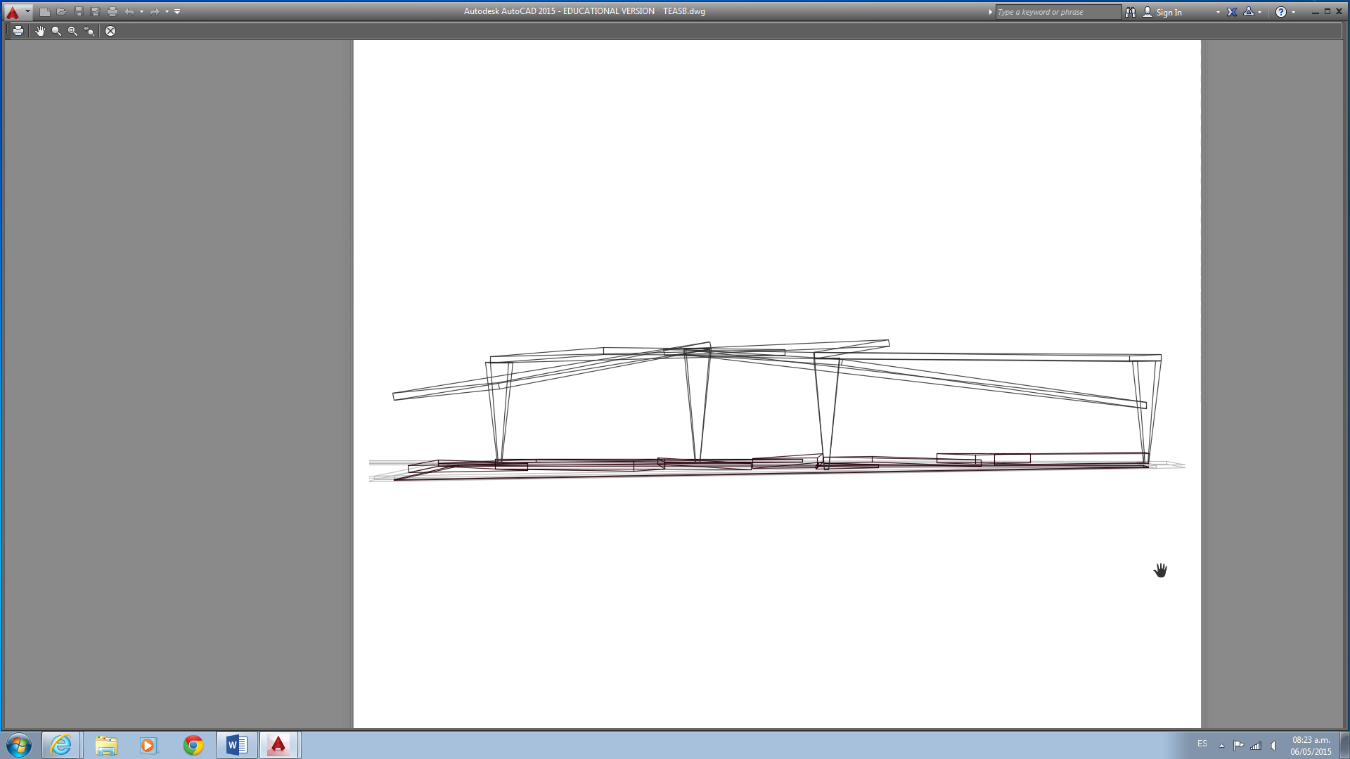 Autodesk AutoCAD 2015 - EDUCATIONAL VERSION TEASB.dwg
Type a keyword or phrase
Sign In
ES
08:23 a.m.
06/05/2015